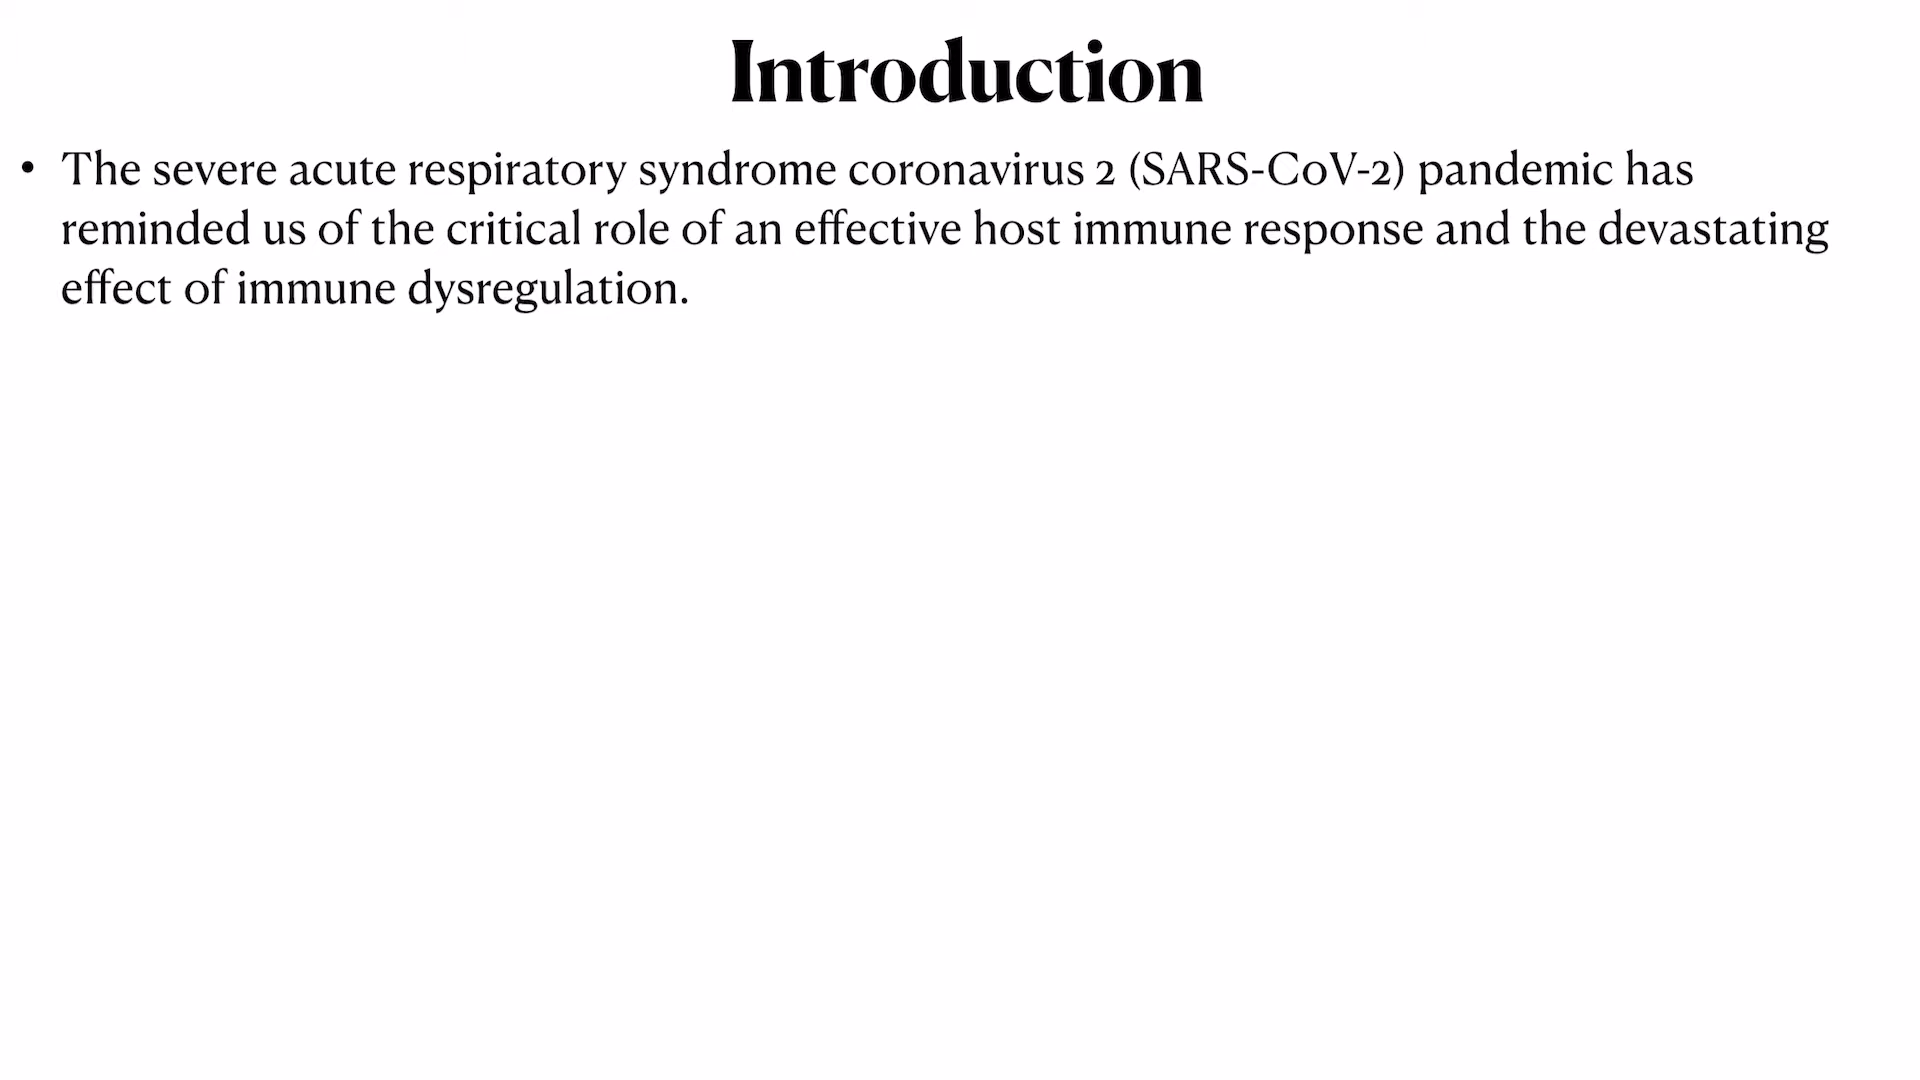 Introduction
• The severe acute respiratory syndrome coronavirus 2 (SARS-CoV-2) pandemic has
reminded us of the critical role of an effective host immune response and the devastating
effect of immune dysregulation.